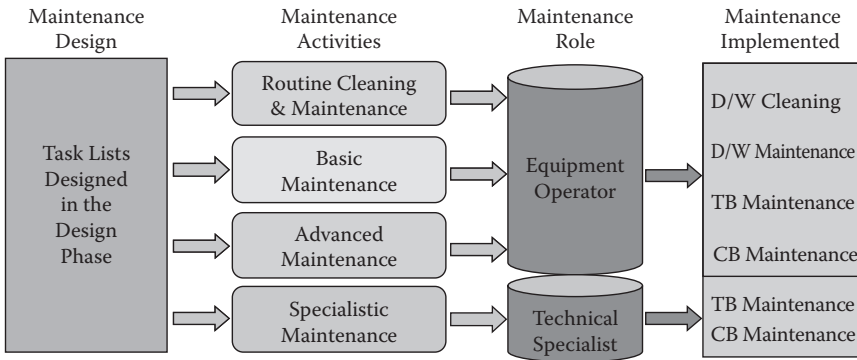 Maintenance
Design
Maintenance
Activities
Maintenance
Role
Maintenance
Implemented
Task Lists
Designed
in the
Design
Phase
Routine Cleaning
& Maintenance
Basic
Maintenance
Advanced
Maintenance
Specialistic
Maintenance
Equipment
Operator
Technical
Specialist
D/W Cleaning
D/W Maintenance
TB Maintenance
CB Maintenance
TB Maintenance
CB Maintenance